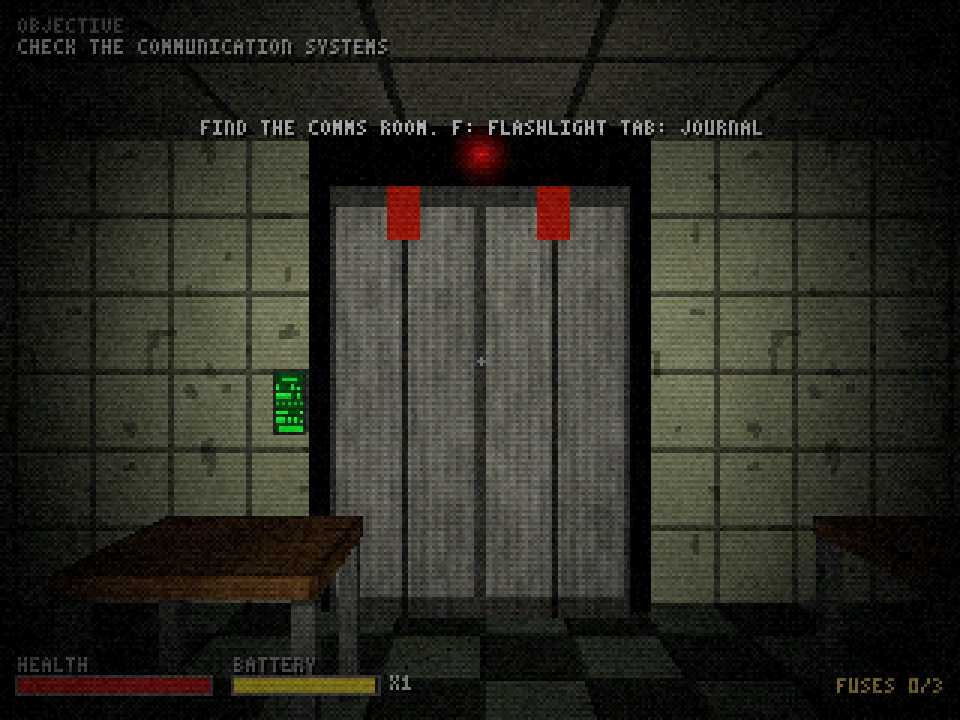 OBJECTIVE
CHECK THE COMMUNICATION SYSTEMS
FIND THE COMMS ROOM. F: FLASHLIGHT TAB: JOURNAL
HEALTH
BATTERY
X1
FUSES 0/3